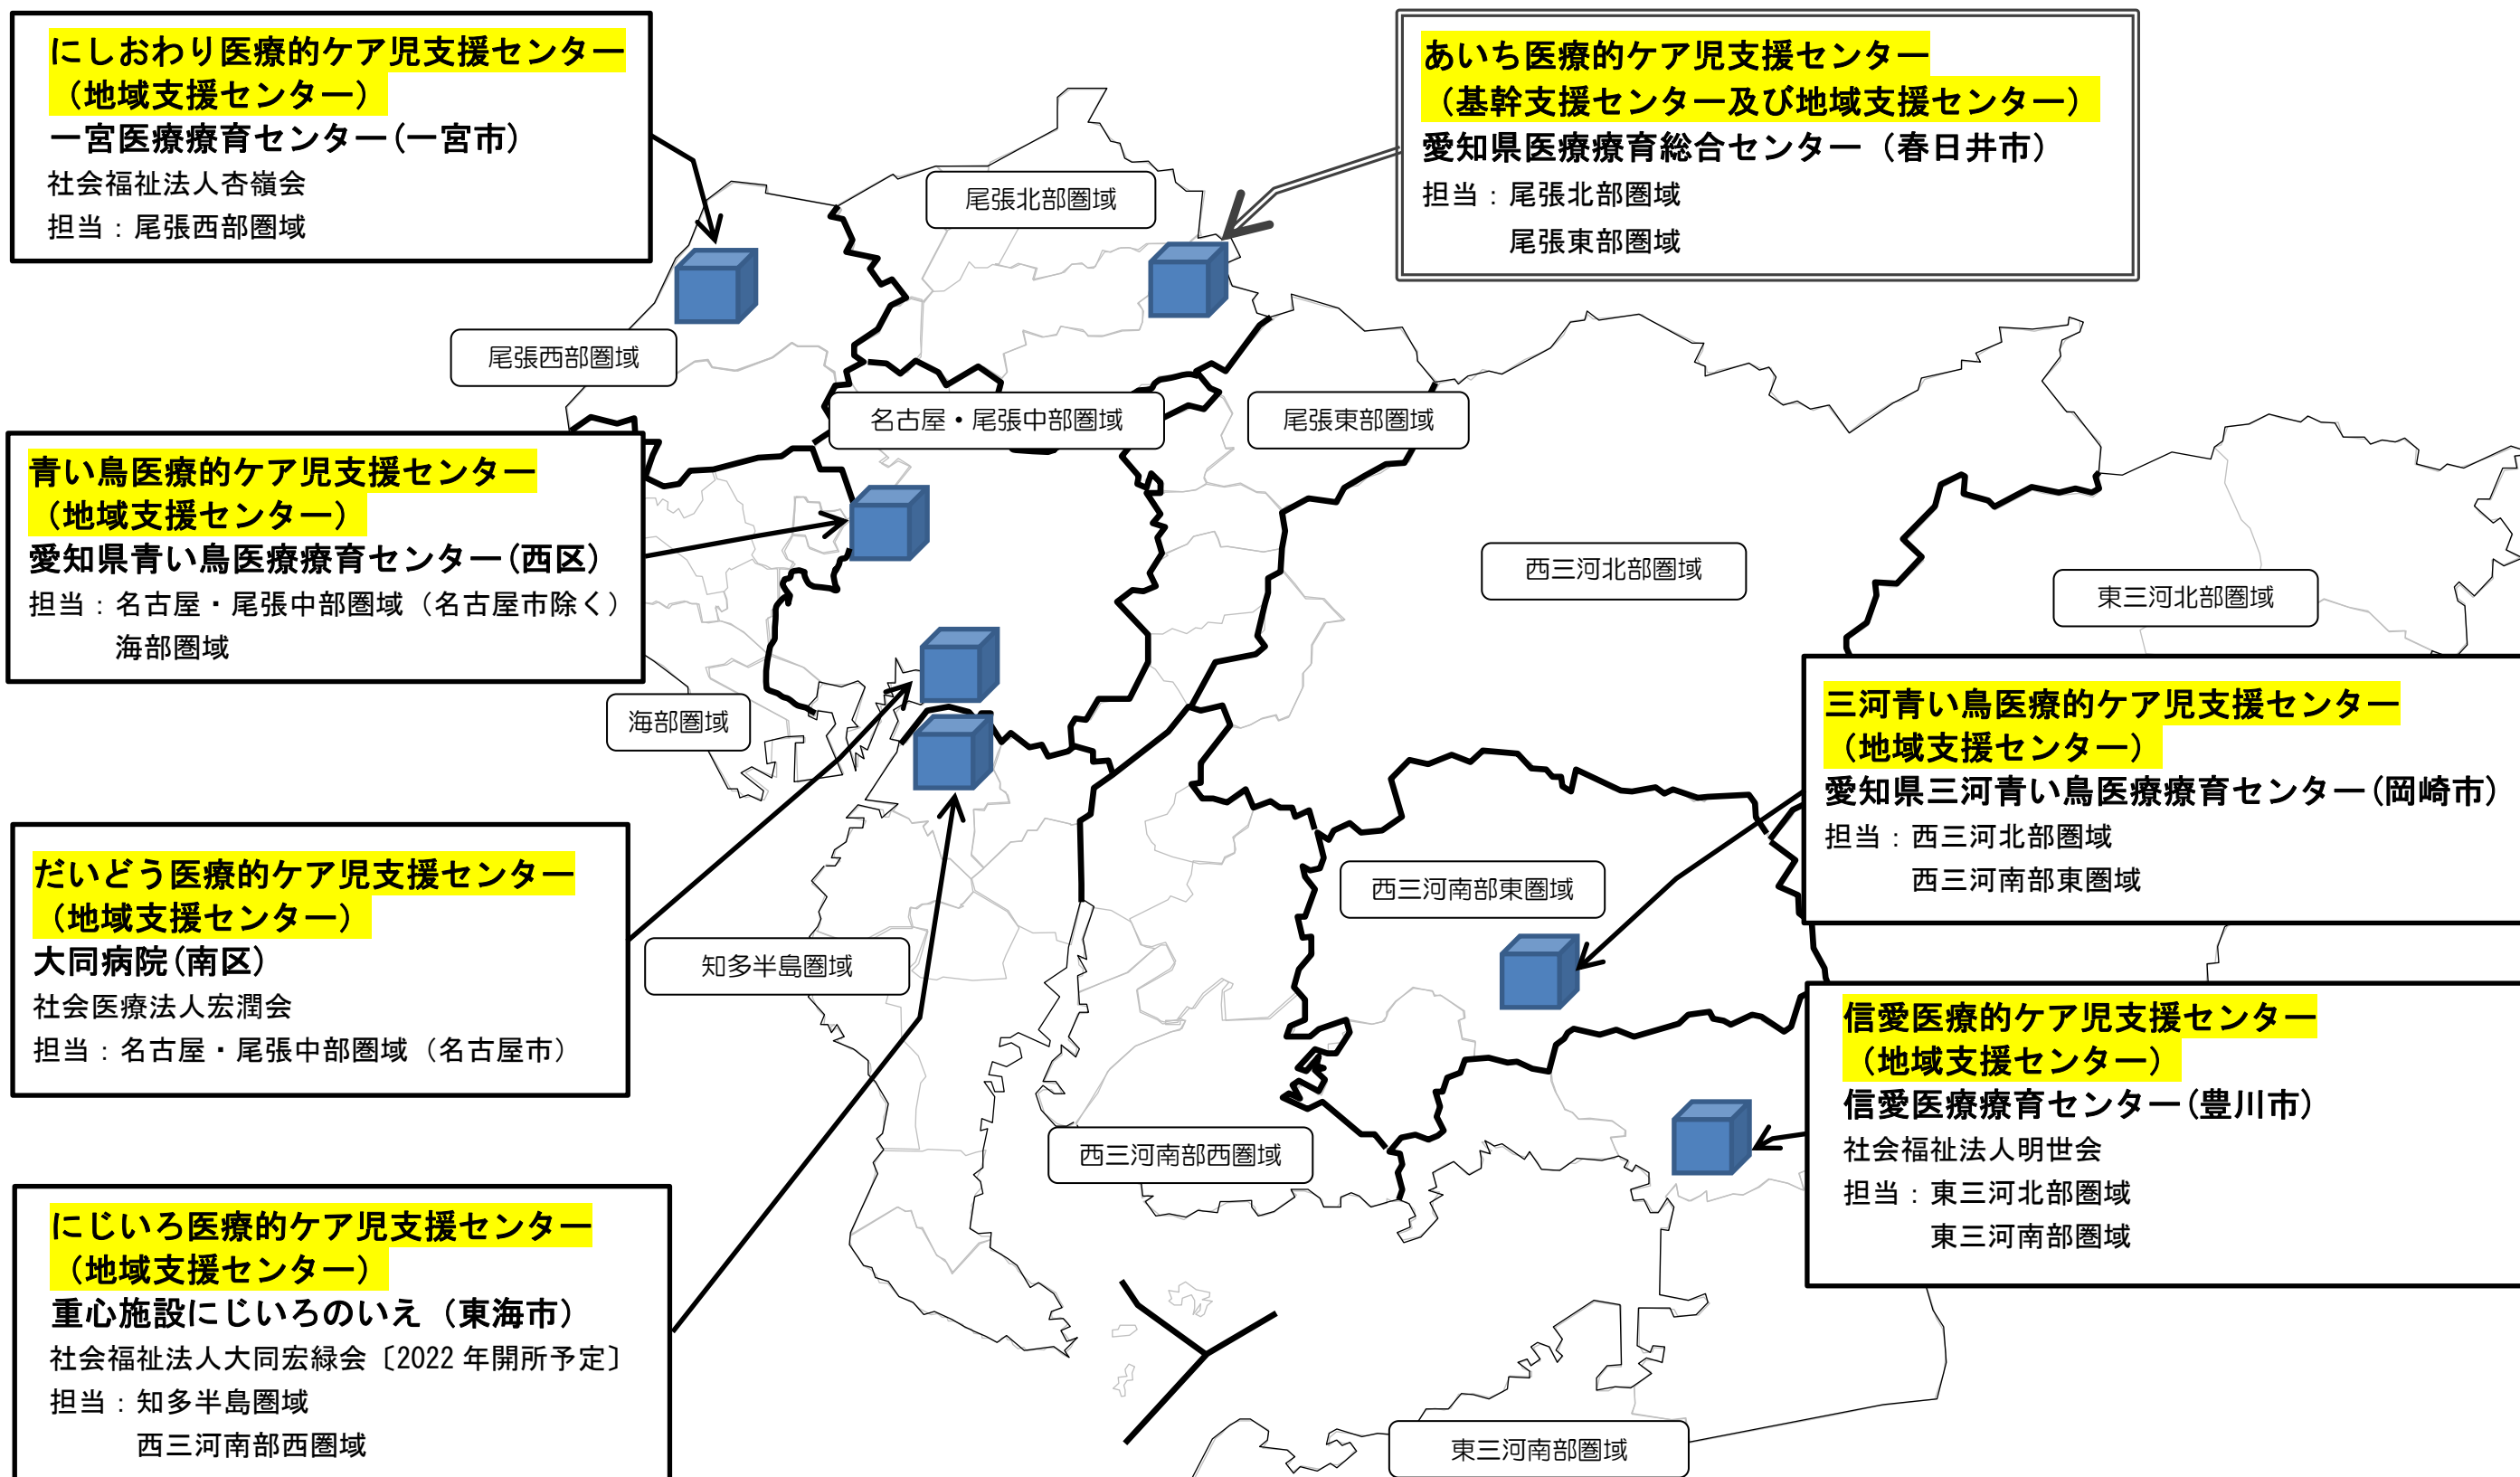 にしおわり医療的ケア児支援センター
（地域支援センター）
一宮医療療育センター(一宮市)
社会福祉法人杏嶺会
担当：尾張西部圏域
あいち医療的ケア児支援センター
（基幹支援センター及び地域支援センター）
愛知県医療療育総合センター（春日井市）
担当：尾張北部圏域
尾張東部圏域
尾張北部圏域
尾張西部圏域
名古屋・尾張中部圏域
尾張東部圏域
青い鳥医療的ケア児支援センター
（地域支援センター）
愛知県青い鳥医療療育センター(西区)
担当：名古屋・尾張中部圏域（名古屋市除く）
海部圏域
西三河北部圏域
東三河北部圏域
海部圏域
三河青い鳥医療的ケア児支援センター
（地域支援センター）
愛知県三河青い鳥医療療育センター(岡崎市)
担当：西三河北部圏域
西三河南部東圏域
だいどう医療的ケア児支援センター
（地域支援センター）
大同病院(南区)
社会医療法人宏潤会
担当：名古屋・尾張中部圏域（名古屋市）
西三河南部東圏域
知多半島圏域
信愛医療的ケア児支援センター
（地域支援センター）
信愛医療療育センター(豊川市)
社会福祉法人明世会
担当：東三河北部圏域
東三河南部圏域
西三河南部西圏域
にじいろ医療的ケア児支援センター
（地域支援センター）
重心施設にじいろのいえ（東海市）
社会福祉法人大同宏緑会〔2022年開所予定〕
担当：知多半島圏域
西三河南部西圏域
東三河南部圏域